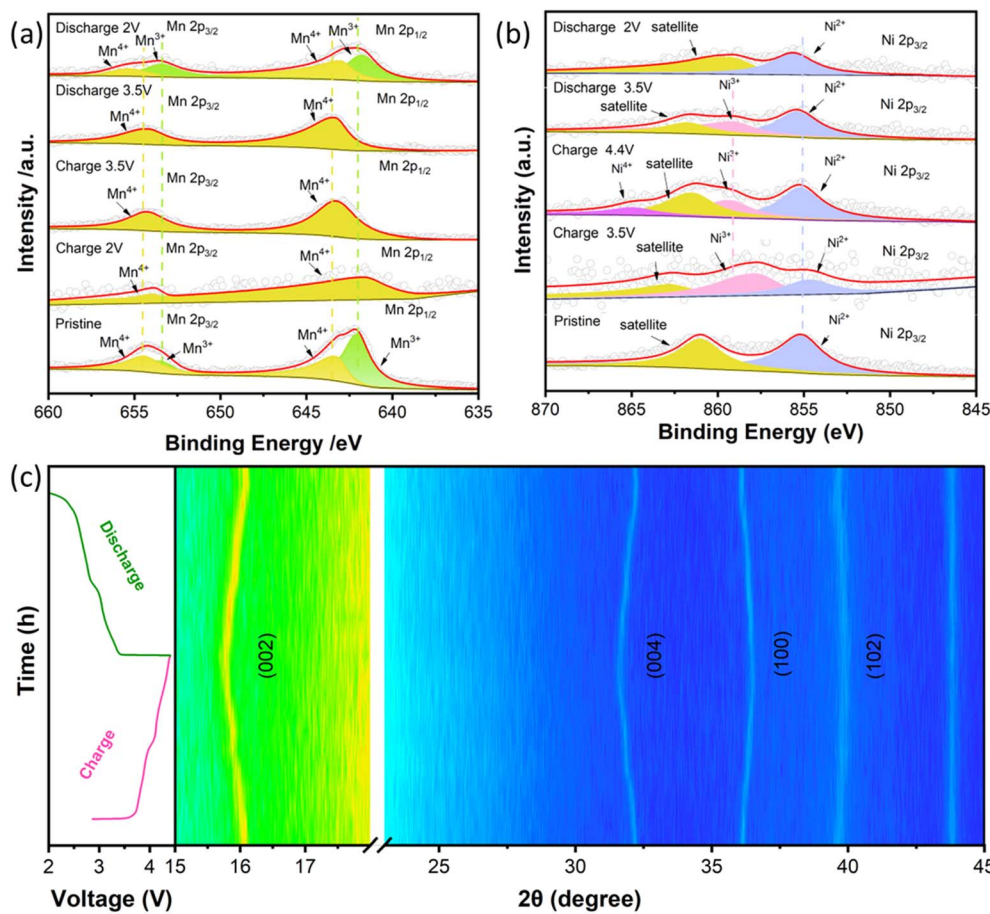 (a)
Discharge 2V
Mn4+
Mn3+
Mn 2p3/2
Mn4+
Mn3+
Mn 2p1/2
Discharge 3.5V
Mn 2p3/2
Mn4+
Mn4+
Mn 2p1/2
Charge 3.5V
Mn 2p3/2
Mn4+
Mn4+
Mn 2p1/2
Charge 2V
Mn 2p3/2
Mn4+
Mn4+
Mn 2p1/2
Pristine
Mn 2p3/2
Mn4+
Mn3+
Mn4+
Mn 2p1/2
Mn3+
660 655 650 645 640 635
Binding Energy /eV
Intensity /a.u.
(b)
Discharge 2V
satellite
Ni2+
Ni 2p3/2
Discharge 3.5V
satellite
Ni3+
Ni2+
Ni 2p3/2
Charge 4.4V
Ni4+
satellite
Ni2+
Ni 2p3/2
Charge 3.5V
satellite
Ni3+
Ni2+
Ni 2p3/2
Pristine
satellite
Ni2+
Ni 2p3/2
870 865 860 855 850 845
Binding Energy (eV)
Intensity (a.u.)
(c)
Discharge
Charge
Time (h)
(002)
(004)
(100)
(102)
2 3 4 15 16 17 25 30 35 40 45
Voltage (V)
2θ (degree)